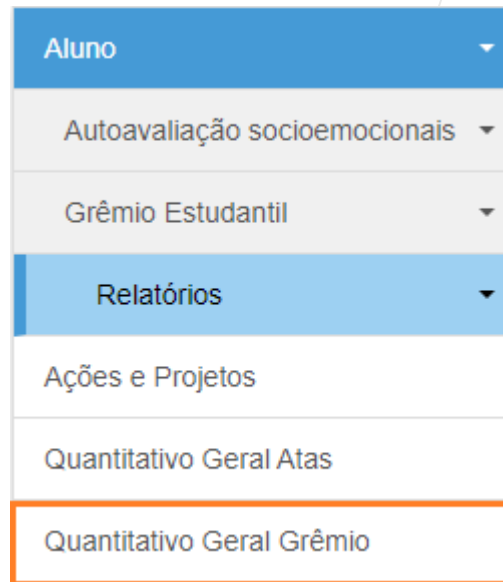 Aluno
Autoavaliação socioemocionais
Grêmio Estudantil
Relatórios
Ações e Projetos
Quantitativo Geral Atas
Quantitativo Geral Grêmio